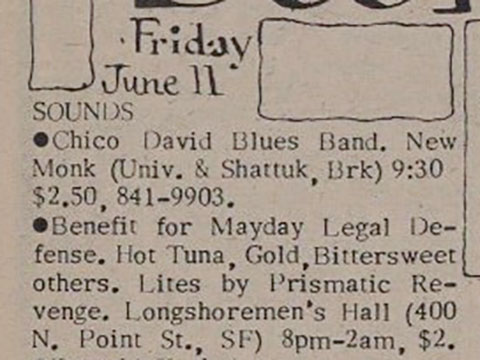 Friday
June 11
SOUNDS
●Chico David Blues Band. New
Monk (Univ. & Shattuk, Brk) 9:30
$2.50, 841-9903.
●Benefit for Mayday Legal De-
fense. Hot Tuna, Gold, Bittersweet
others. Lites by Prismatic Re-
venge. Longshoremen's Hall (400
N. Point St., SF) 8pm-2am, $2.